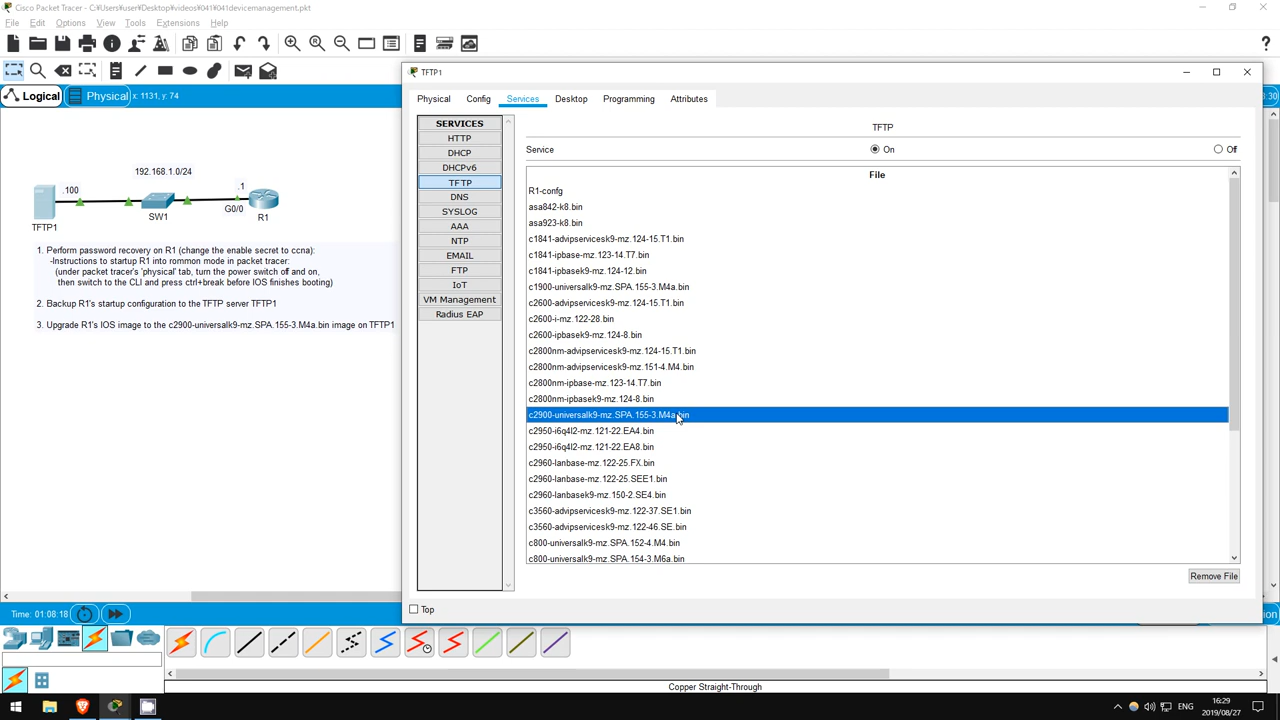 Cisco Packet Tracer - C:¥Users¥user¥Desktop¥videos¥041¥041devicemanagement.pkt
File Edit Options View Tools Extensions Help
Logical Physical x: 1131, y: 74
192.168.1.0/24
.100
.1
G0/0
TFTP1
SW1
R1
1. Perform password recovery on R1 (change the enable secret to ccna):
-Instructions to startup R1 into rommon mode in packet tracer:
(under packet tracer's 'physical' tab, turn the power switch off and on,
then switch to the CLI and press ctrl+break before IOS finishes booting)
2. Backup R1's startup configuration to the TFTP server TFTP1
3. Upgrade R1's IOS image to the c2900-universalk9-mz.SPA.155-3.M4a.bin image on TFTP1
TFTP1
Physical Config Services Desktop Programming Attributes
SERVICES
HTTP
DHCP
DHCPv6
TFTP
DNS
SYSLOG
AAA
NTP
EMAIL
FTP
IoT
VM Management
Radius EAP
TFTP
Service On Off
File
R1-confg
asa842-k8.bin
asa923-k8.bin
c1841-advipservicesk9-mz.124-15.T1.bin
c1841-ipbase-mz.123-14.T7.bin
c1841-ipbasek9-mz.124-12.bin
c1900-universalk9-mz.SPA.155-3.M4a.bin
c2600-advipservicesk9-mz.124-15.T1.bin
c2600-i-mz.122-28.bin
c2600-ipbasek9-mz.124-8.bin
c2800nm-advipservicesk9-mz.124-15.T1.bin
c2800nm-advipservicesk9-mz.151-4.M4.bin
c2800nm-ipbase-mz.123-14.T7.bin
c2800nm-ipbasek9-mz.124-8.bin
c2900-universalk9-mz.SPA.155-3.M4a.bin
c2950-i6q4l2-mz.121-22.EA4.bin
c2950-i6q4l2-mz.121-22.EA8.bin
c2960-lanbase-mz.122-25.FX.bin
c2960-lanbase-mz.122-25.SEE1.bin
c2960-lanbasek9-mz.150-2.SE4.bin
c3560-advipservicesk9-mz.122-37.SE1.bin
c3560-advipservicesk9-mz.122-46.SE.bin
c800-universalk9-mz.SPA.152-4.M4.bin
c800-universalk9-mz.SPA.154-3.M6a.bin
Remove File
Top
Time: 01:08:18
Copper Straight-Through
ENG
16:29
2019/08/27